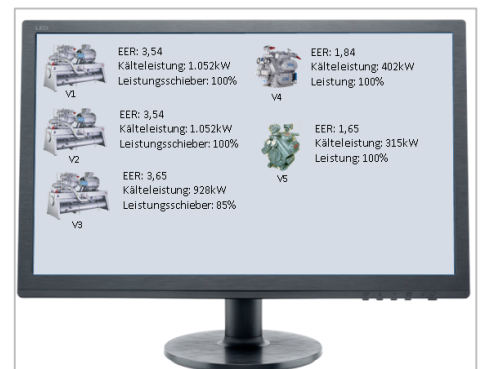 EER: 3,54
Kälteleistung: 1.052kW
Leistungsschieber: 100%
V1
EER: 3,54
Kälteleistung: 1.052kW
Leistungsschieber: 100%
V2
EER: 3,65
Kälteleistung: 928kW
Leistungsschieber: 85%
V3
EER: 1,84
Kälteleistung: 402kW
Leistung: 100%
V4
EER: 1,65
Kälteleistung: 315kW
Leistung: 100%
V5